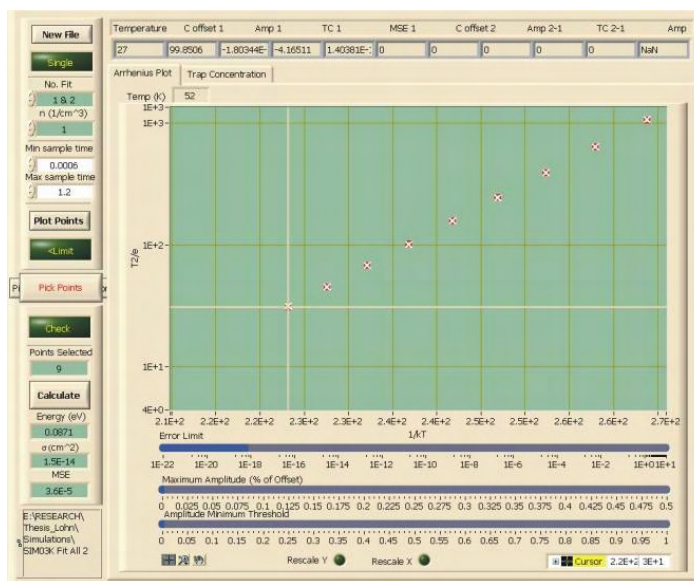 New File
Single
No. Fit
1 & 2
n (1/cm^3)
1
Min sample time
0.0006
Max sample time
1.2
Plot Points
<Limit
Pick Points
Check
Points Selected
9
Calculate
Energy (eV)
0.0871
σ(cm^2)
1.5E-14
MSE
3.6E-5
E:\RESEARCH\
Thesis_Lohn\
Simulations\
SIM03K Fit All 2
Temperature C offset 1 Amp 1 TC 1 MSE 1 C offset 2 Amp 2-1 TC 2-1 Amp
27 99.8506 -1.80344E- -4.16511 1.40381E-: 0 0 0 0 NaN
Arrhenius Plot Trap Concentration
Temp (K) 52
1E+3
1E+3
1E+2
1E+1
4E+0
T2/e
2.1E+2 2.2E+2 2.2E+2 2.3E+2 2.3E+2 2.4E+2 2.4E+2 2.5E+2 2.5E+2 2.6E+2 2.6E+2 2.7E+2
1/kT
Error Limit
1E-22 1E-20 1E-18 1E-16 1E-14 1E-12 1E-10 1E-8 1E-6 1E-4 1E-2 1E+0 1E+1
Maximum Amplitude (% of Offset)
0 0.025 0.05 0.075 0.1 0.125 0.15 0.175 0.2 0.225 0.25 0.275 0.3 0.325 0.35 0.375 0.4 0.425 0.45 0.475 0.5
Amplitude Minimum Threshold
0 0.05 0.1 0.15 0.2 0.25 0.3 0.35 0.4 0.45 0.5 0.55 0.6 0.65 0.7 0.75 0.8 0.85 0.9 0.95 1
Rescale Y Rescale X Cursor 2.2E+2 3E+1